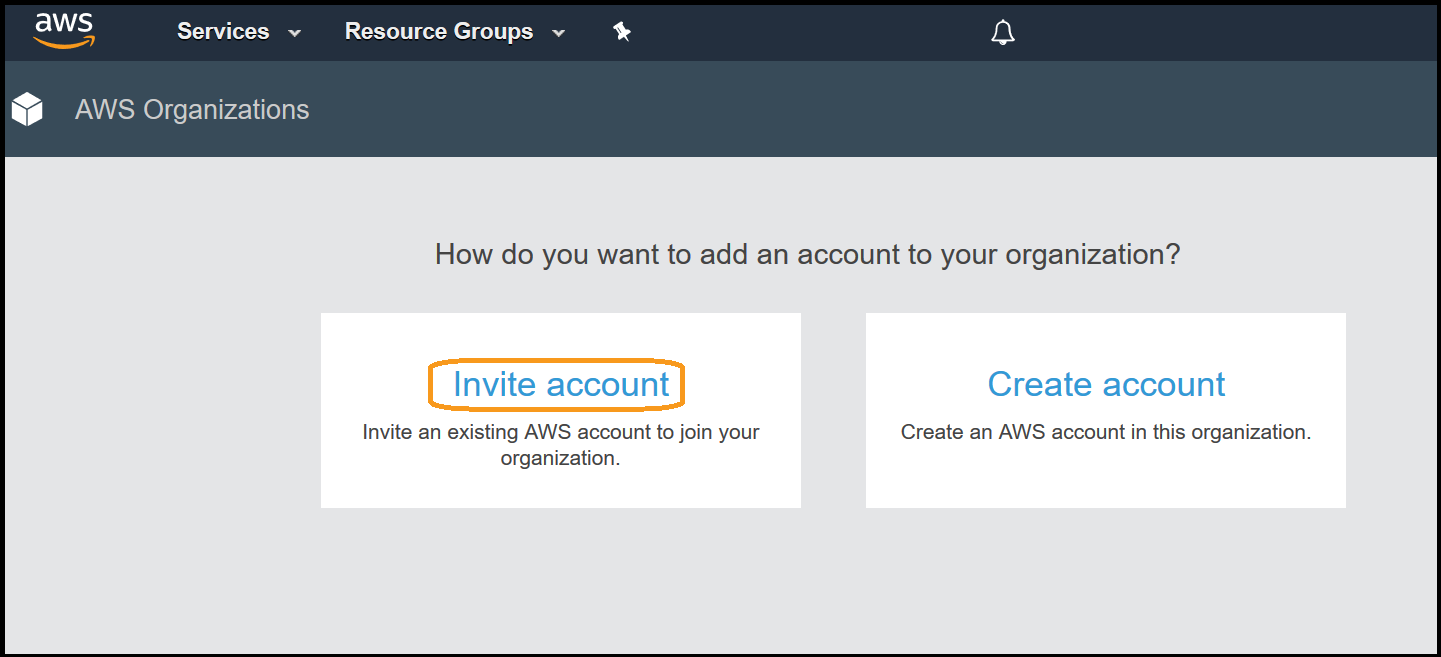 aws
Services
Resource Groups
AWS Organizations
How do you want to add an account to your organization?
Invite account
Invite an existing AWS account to join your
organization.
Create account
Create an AWS account in this organization.